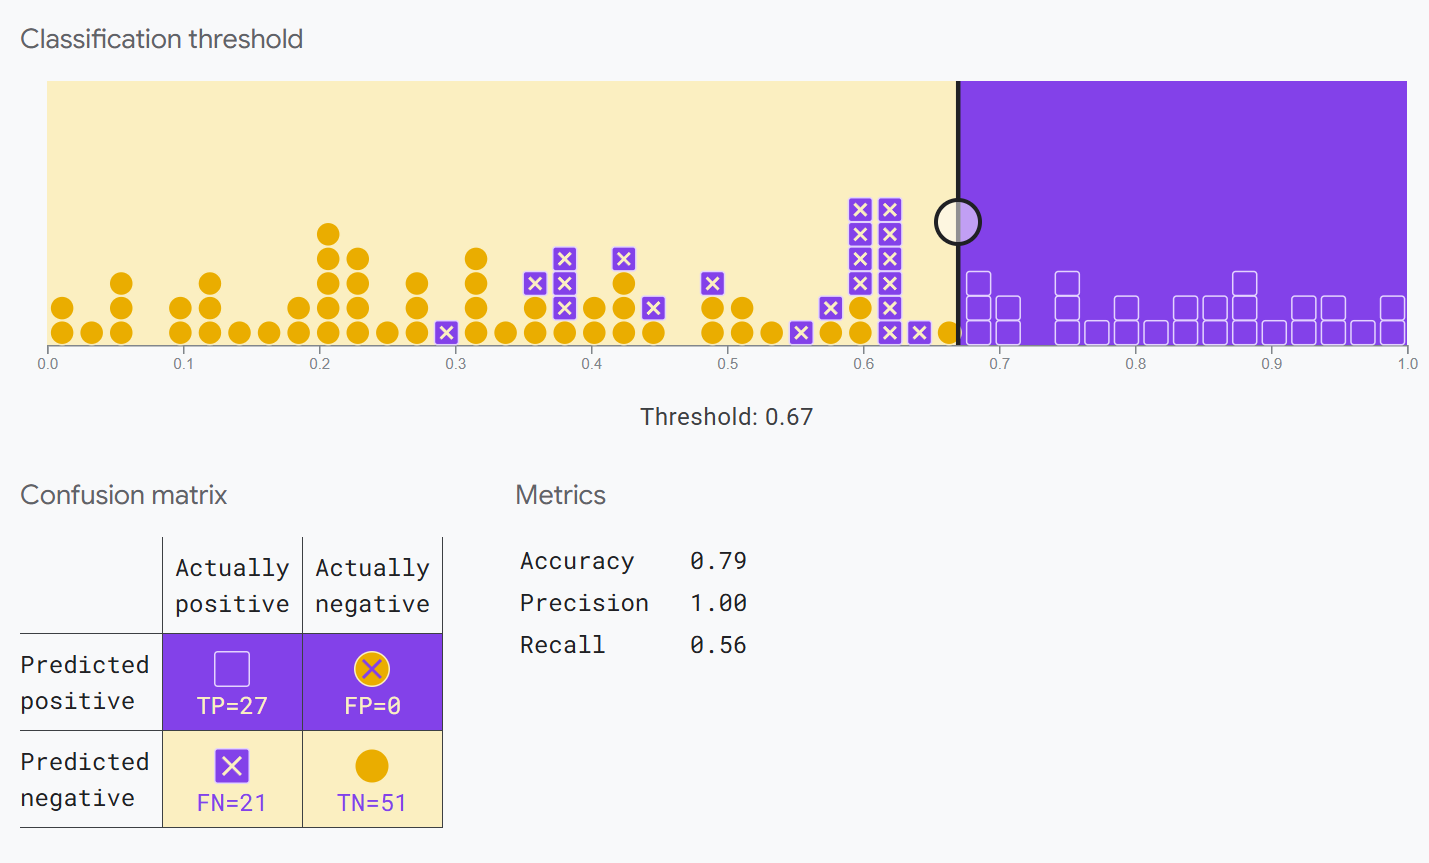 Classification threshold
0.0 0.1 0.2 0.3 0.4 0.5 0.6 0.7 0.8 0.9 1.0
Threshold: 0.67
Confusion matrix
Actually positive
Actually negative
Predicted positive
TP=27
FP=0
Predicted negative
FN=21
TN=51
Metrics
Accuracy 0.79
Precision 1.00
Recall 0.56